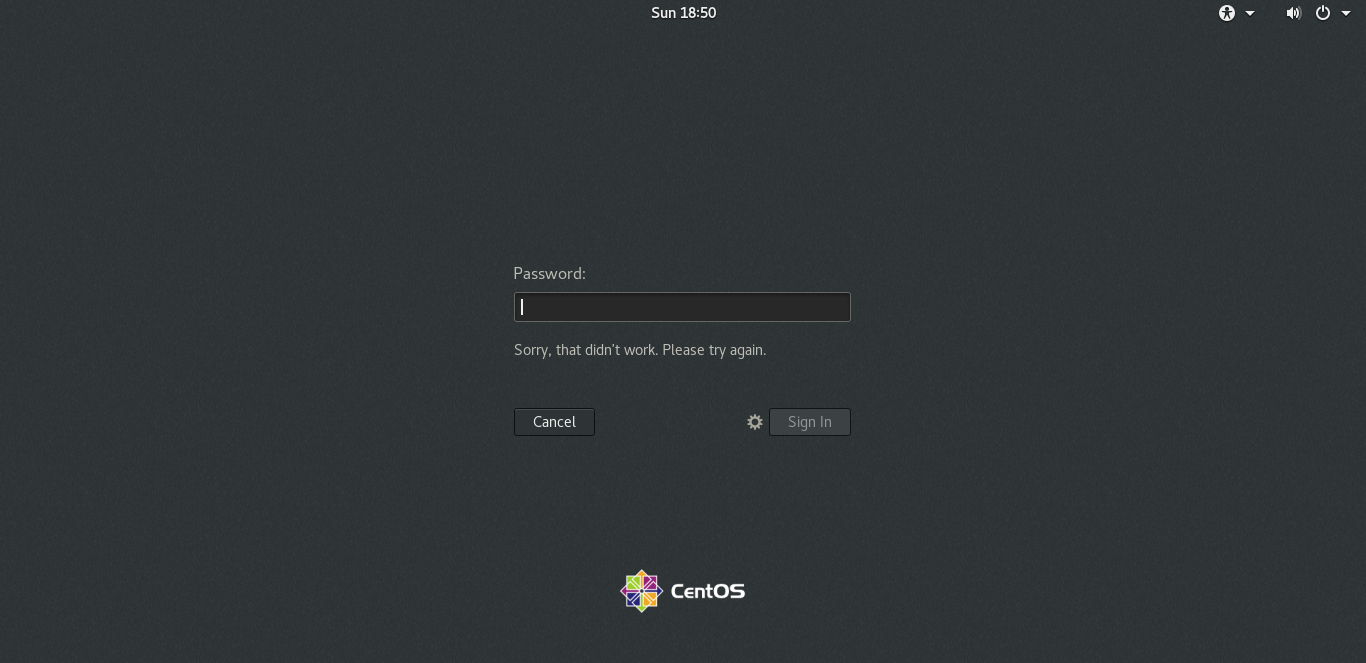 Sun 18:50
Password:
Sorry, that didn't work. Please try again.
Cancel
Sign In
CentOS